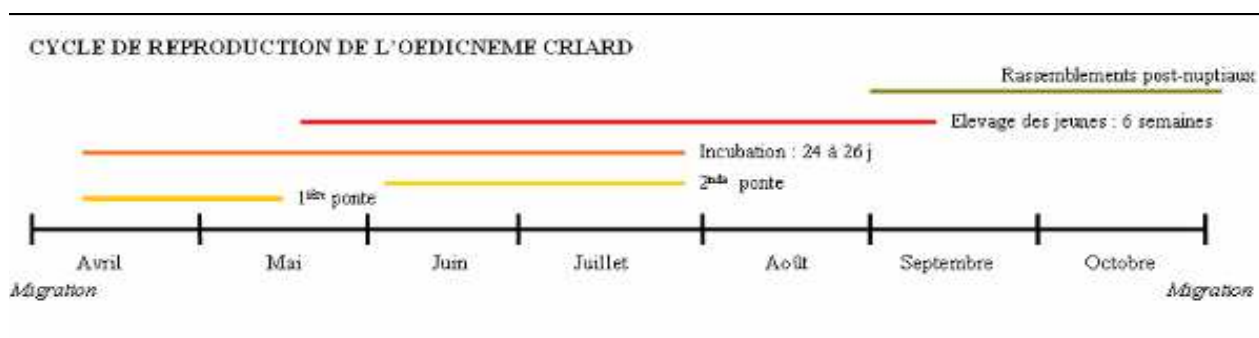 CYCLE DE REPRODUCTION DE L'OEDICNEME CRIARD
Rassemblements post-nuptiaux
Elevage des jeunes : 6 semaines
Incubation : 24 à 26 j
2nde ponte
1ière ponte
Avril Mai Juin Juillet Août Septembre Octobre
Migration Migration